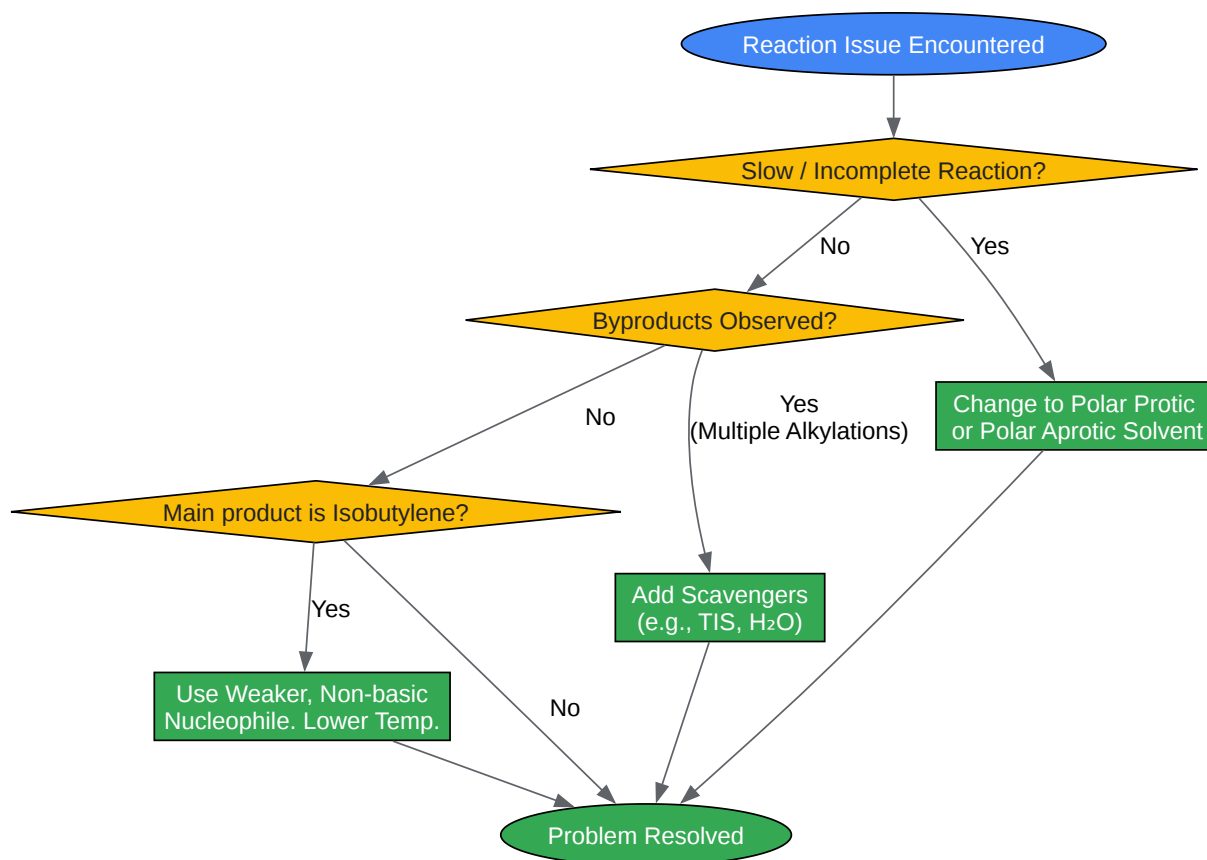 Reaction Issue Encountered
Slow / Incomplete Reaction?
No
Yes
Byproducts Observed?
Change to Polar Protic
or Polar Aprotic Solvent
No
Yes
(Multiple Alkylations)
Main product is Isobutylene?
Add Scavengers
(e.g., TIS, H₂O)
Yes
Use Weaker, Non-basic
Nucleophile. Lower Temp.
No
Problem Resolved